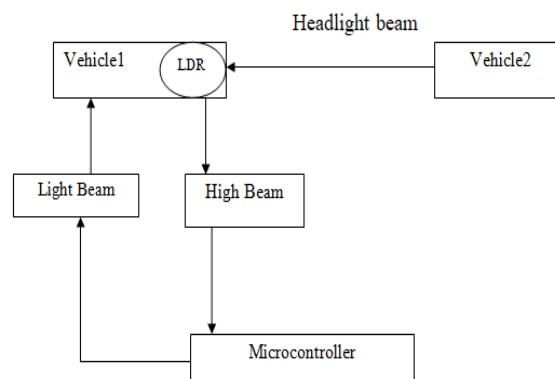 Headlight beam
Vehicle1
LDR
Vehicle2
Light Beam
High Beam
Microcontroller